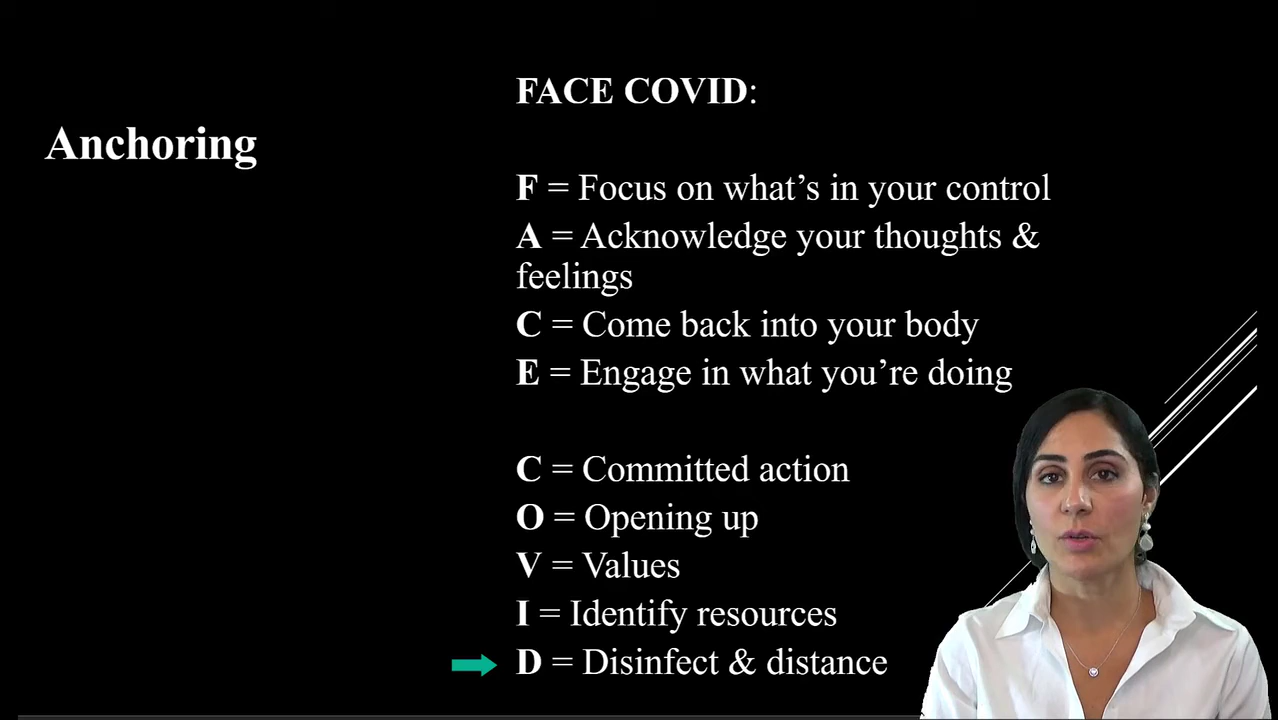 Anchoring
FACE COVID:
F = Focus on what’s in your control
A = Acknowledge your thoughts &
feelings
C = Come back into your body
E = Engage in what you’re doing
C = Committed action
O = Opening up
V = Values
I = Identify resources
D = Disinfect & distance